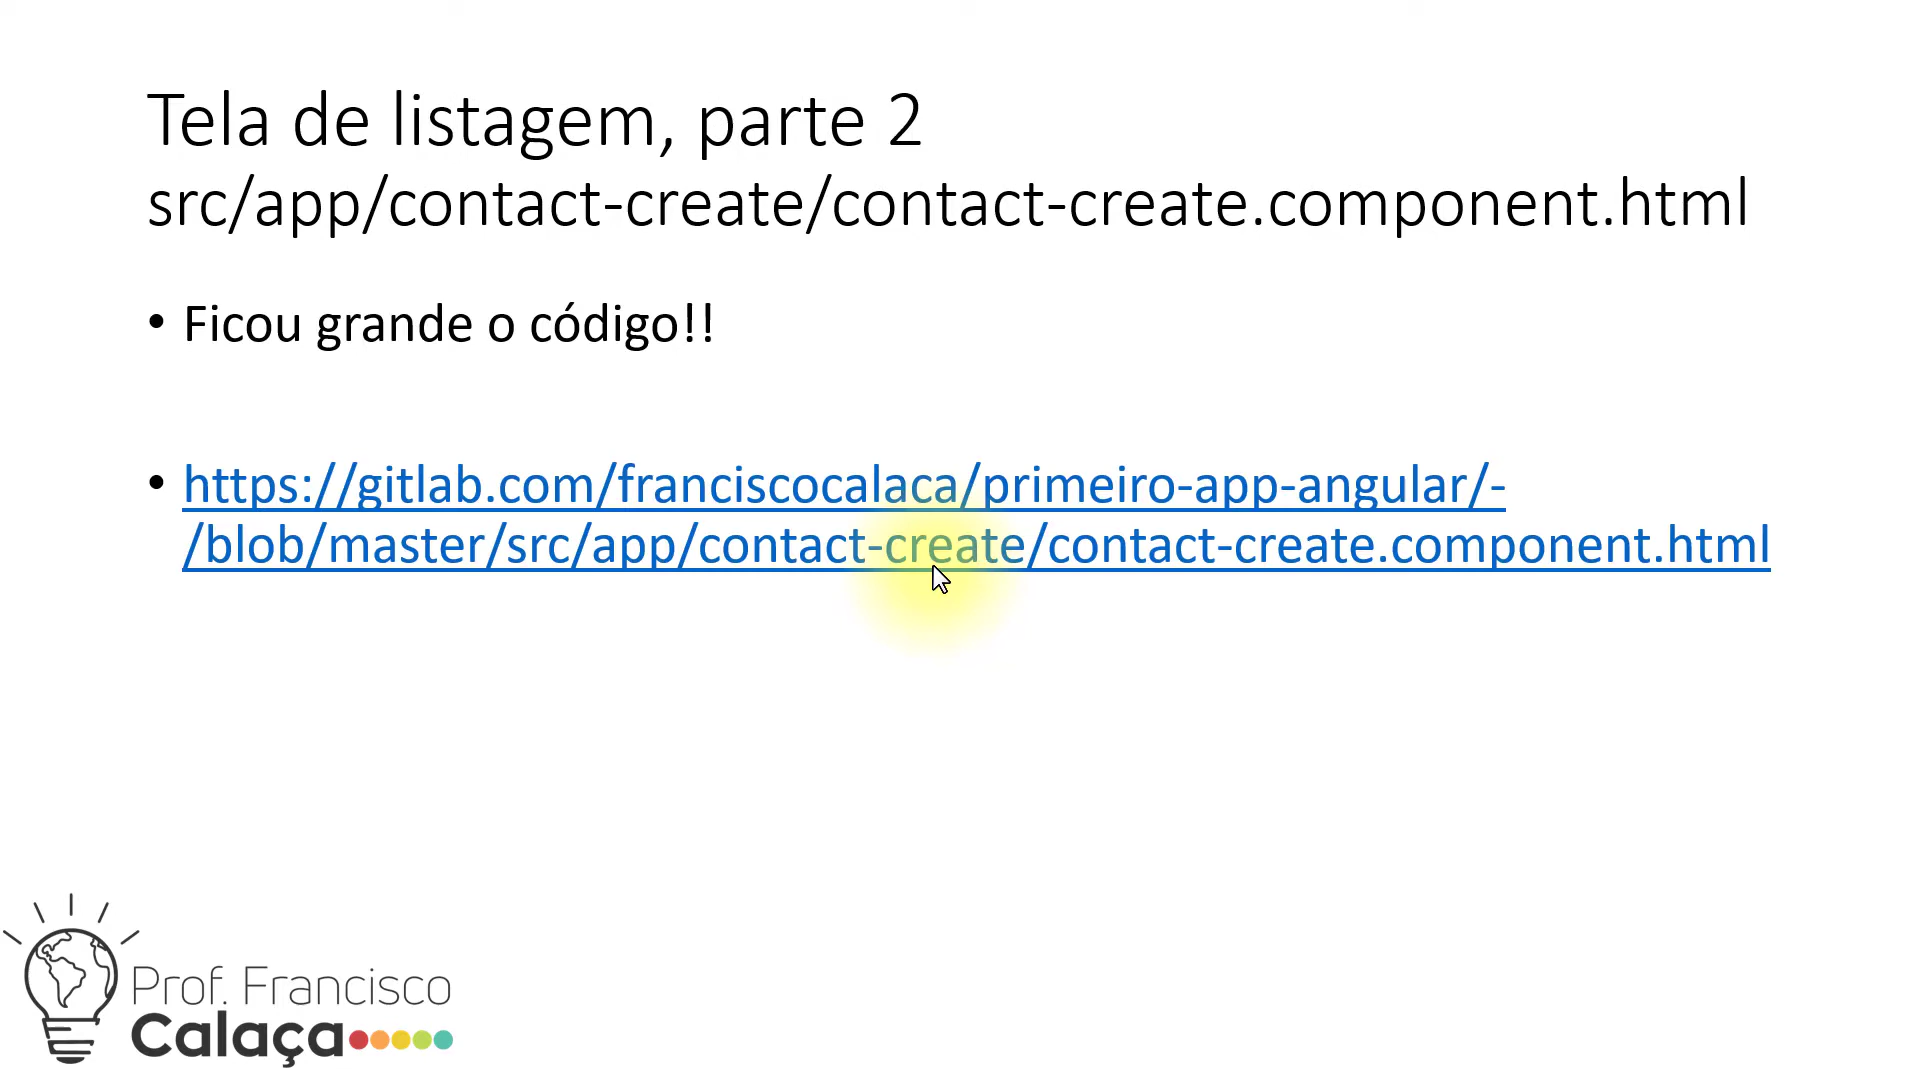 Tela de listagem, parte 2
src/app/contact-create/contact-create.component.html
• Ficou grande o código!!
• https://gitlab.com/franciscocalaca/primeiro-app-angular/-
/blob/master/src/app/contact-create/contact-create.component.html
Prof. Francisco
Calaça